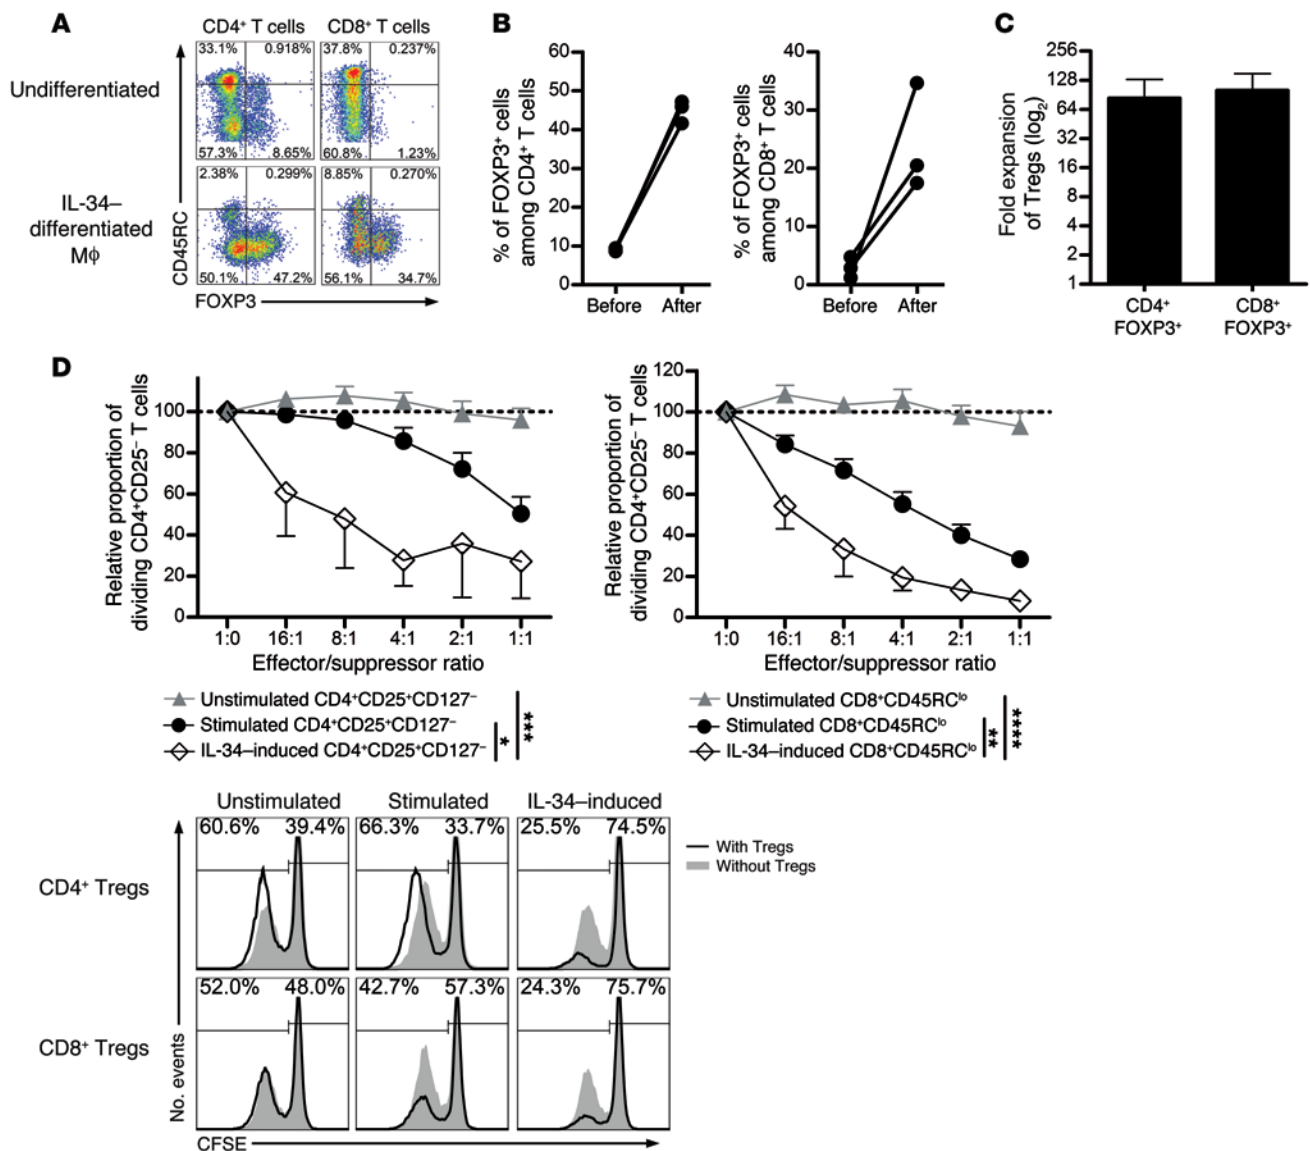 A
CD4⁺ T cells
CD8⁺ T cells
Undifferentiated
33.1%
0.918%
37.8%
0.237%
57.3%
8.65%
60.8%
1.23%
IL-34–
differentiated
Mϕ
2.38%
0.299%
8.85%
0.270%
50.1%
47.2%
56.1%
34.7%
CD45RC
FOXP3
B
% of FOXP3⁺ cells
among CD4⁺ T cells
60
50
40
30
20
10
0
Before
After
% of FOXP3⁺ cells
among CD8⁺ T cells
40
30
20
10
0
Before
After
C
Fold expansion
of Tregs (log₂)
256
128
64
32
16
8
4
2
1
CD4⁺
FOXP3⁺
CD8⁺
FOXP3⁺
D
Relative proportion of
dividing CD4⁺CD25⁻ T cells
100
80
60
40
20
0
1:0
16:1
8:1
4:1
2:1
1:1
Effector/suppressor ratio
Unstimulated CD4⁺CD25⁺CD127⁻
Stimulated CD4⁺CD25⁺CD127⁻
IL-34–induced CD4⁺CD25⁺CD127⁻
*
***
Relative proportion of
dividing CD4⁺CD25⁻ T cells
120
100
80
60
40
20
0
1:0
16:1
8:1
4:1
2:1
1:1
Effector/suppressor ratio
Unstimulated CD8⁺CD45RCˡᵒ
Stimulated CD8⁺CD45RCˡᵒ
IL-34–induced CD8⁺CD45RCˡᵒ
**
****
Unstimulated
Stimulated
IL-34–induced
CD4⁺ Tregs
60.6%
39.4%
66.3%
33.7%
25.5%
74.5%
With Tregs
Without Tregs
CD8⁺ Tregs
52.0%
48.0%
42.7%
57.3%
24.3%
75.7%
No. events
CFSE